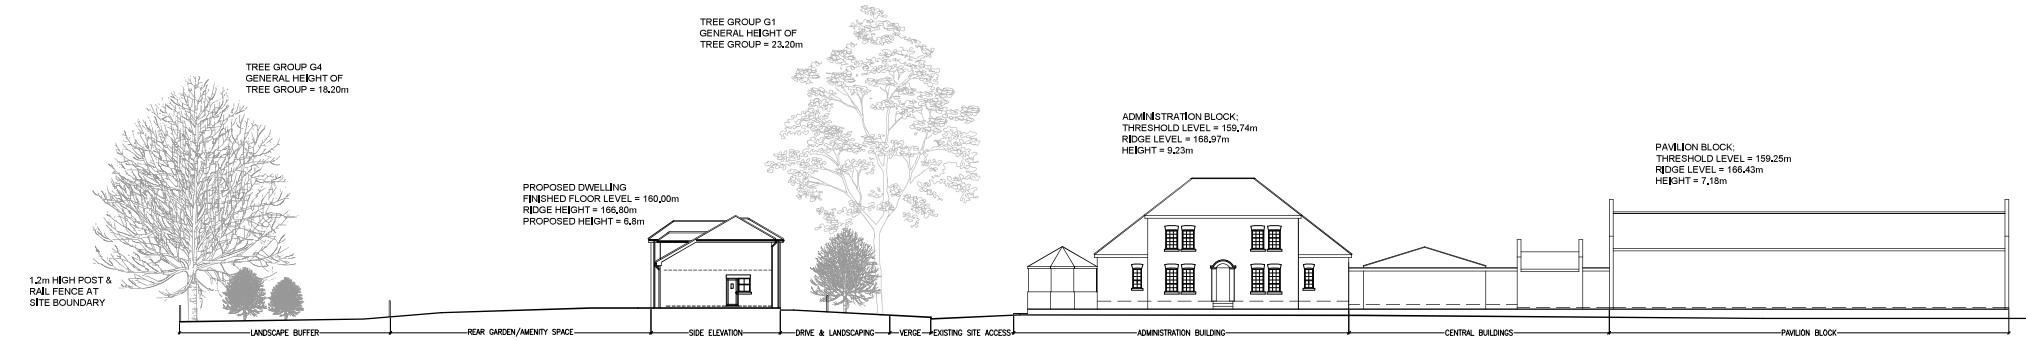 TREE GROUP G4
GENERAL HEIGHT OF
TREE GROUP = 18.20m
TREE GROUP G1
GENERAL HEIGHT OF
TREE GROUP = 23.20m
PROPOSED DWELLING
FINISHED FLOOR LEVEL = 160.00m
RIDGE HEIGHT = 166.80m
PROPOSED HEIGHT = 6.8m
ADMINISTRATION BLOCK;
THRESHOLD LEVEL = 159.74m
RIDGE LEVEL = 168.97m
HEIGHT = 9.23m
PAVILION BLOCK;
THRESHOLD LEVEL = 159.25m
RIDGE LEVEL = 166.43m
HEIGHT = 7.18m
1.2m HIGH POST &
RAIL FENCE AT
SITE BOUNDARY
LANDSCAPE BUFFER
REAR GARDEN/AMENITY SPACE
SIDE ELEVATION
DRIVE & LANDSCAPING
VERGE
EXISTING SITE ACCESS
ADMINISTRATION BUILDING
CENTRAL BUILDINGS
PAVILION BLOCK